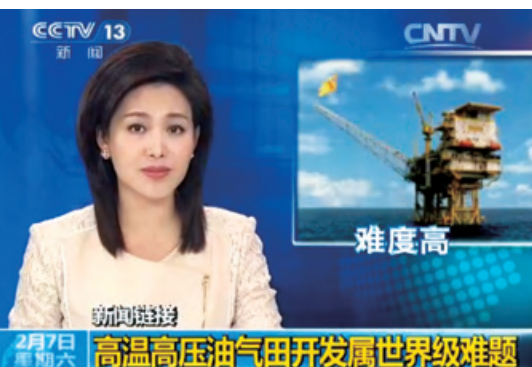 CCTV 13
新闻
CNTV
难度高
新闻链接
2月7日
星期六
高温高压油气田开发属世界级难题